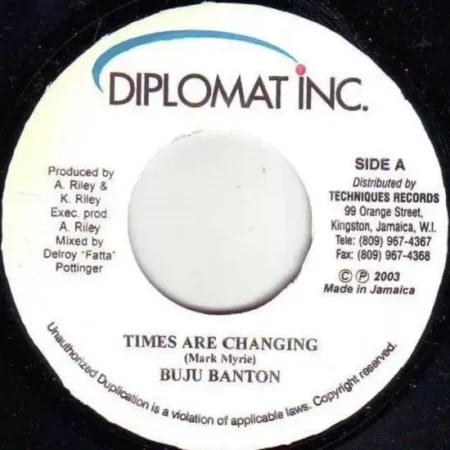 DIPLOMAT INC.
Produced by
A. Riley &
K. Riley
Exec. prod.
A. Riley
Mixed by
Delroy "Fatta"
Pottinger
SIDE A
Distributed by
TECHNIQUES RECORDS
99 Orange Street,
Kingston, Jamaica, W.I.
Tele: (809) 967-4367
Fax: (809) 967-4368
© ℗ 2003
Made in Jamaica
TIMES ARE CHANGING
(Mark Myrie)
BUJU BANTON
Unauthorized Duplication is a violation of applicable laws. Copyright reserved.